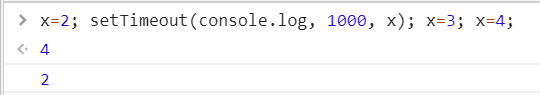 > x=2; setTimeout(console.log, 1000, x); x=3; x=4;
4
2